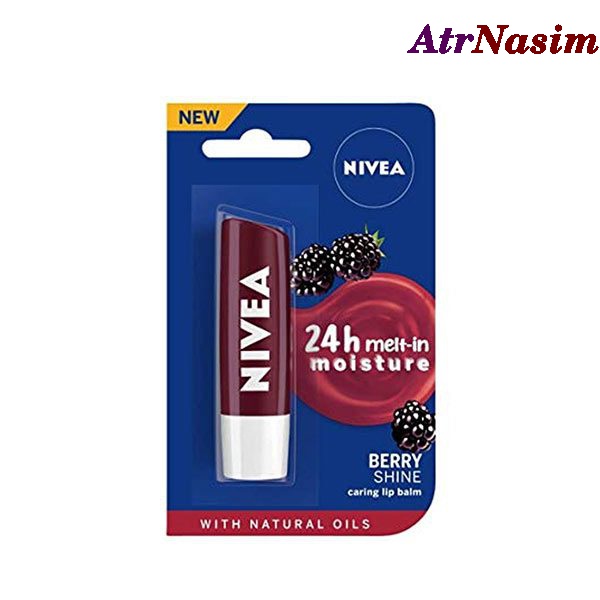 AtrNasim
NEW
NIVEA
NIVEA
24h melt-in
moisture
BERRY
SHINE
caring lip balm
WITH NATURAL OILS